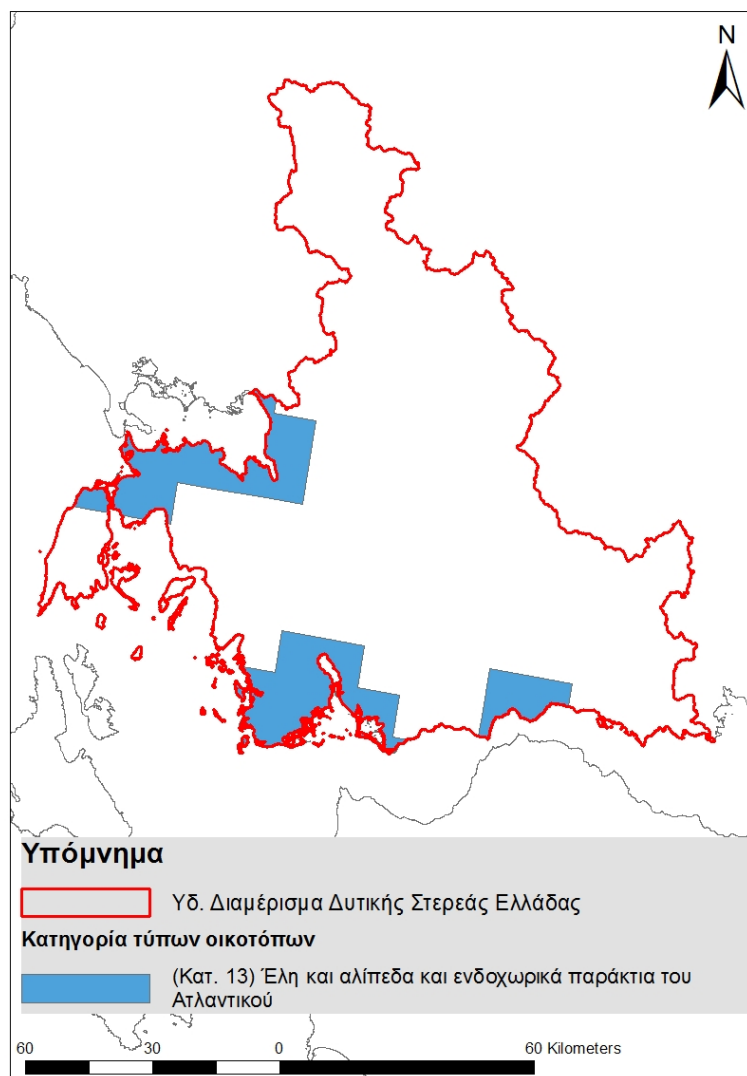 N
Υπόμνημα
Υδ. Διαμέρισμα Δυτικής Στερεάς Ελλάδας
Κατηγορία τύπων οικοτόπων
(Κατ. 13) Έλη και αλίπεδα και ενδοχωρικά παράκτια του
Ατλαντικού
60 30 0 60 Kilometers